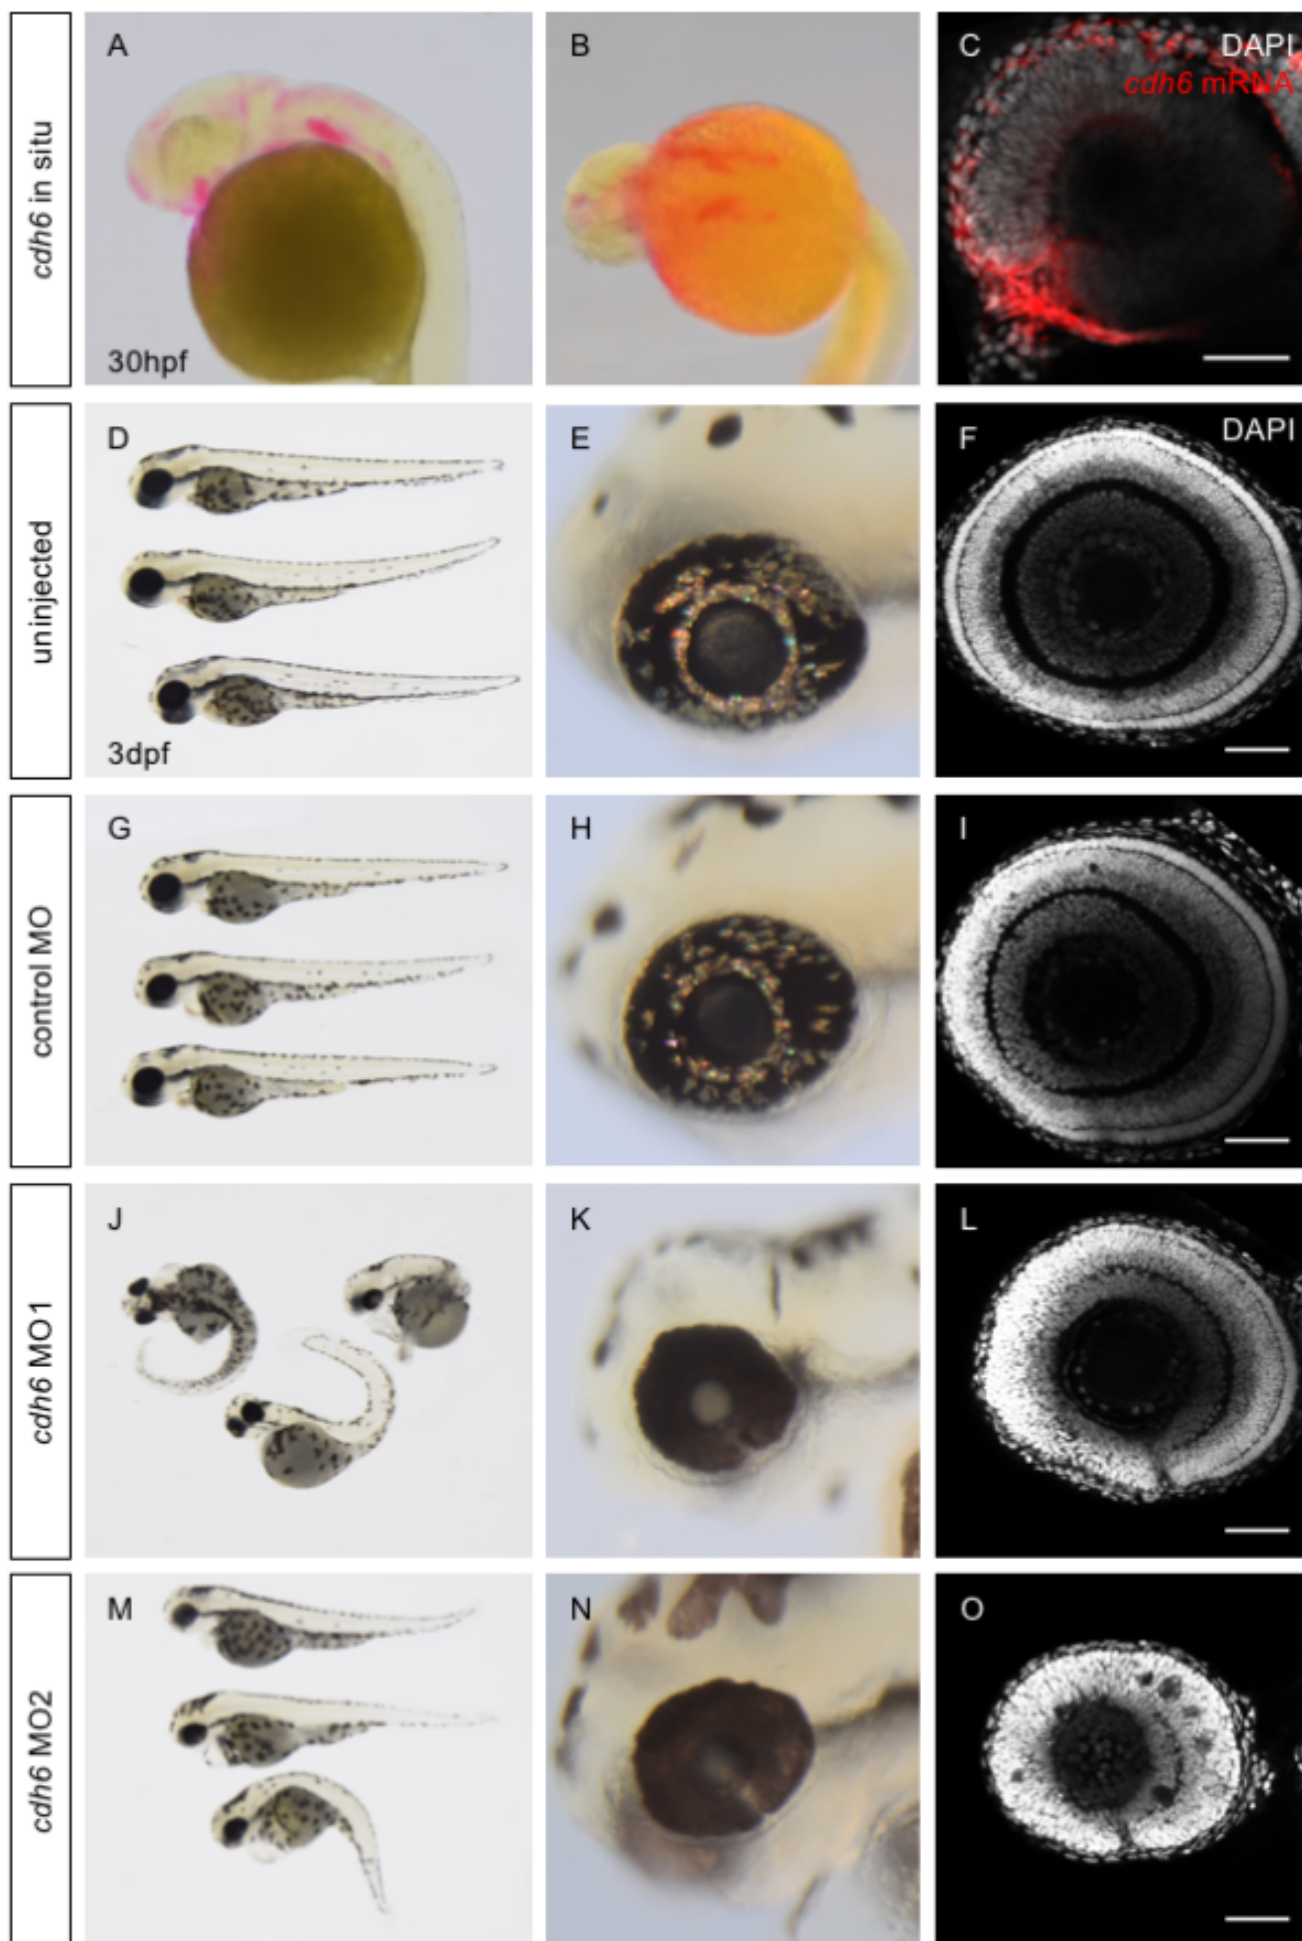 cdh6 in situ
A
30hpf
B
C
DAPI
cdh6 mRNA
uninjected
D
3dpf
E
F
DAPI
control MO
G
H
I
cdh6 MO1
J
K
L
cdh6 MO2
M
N
O